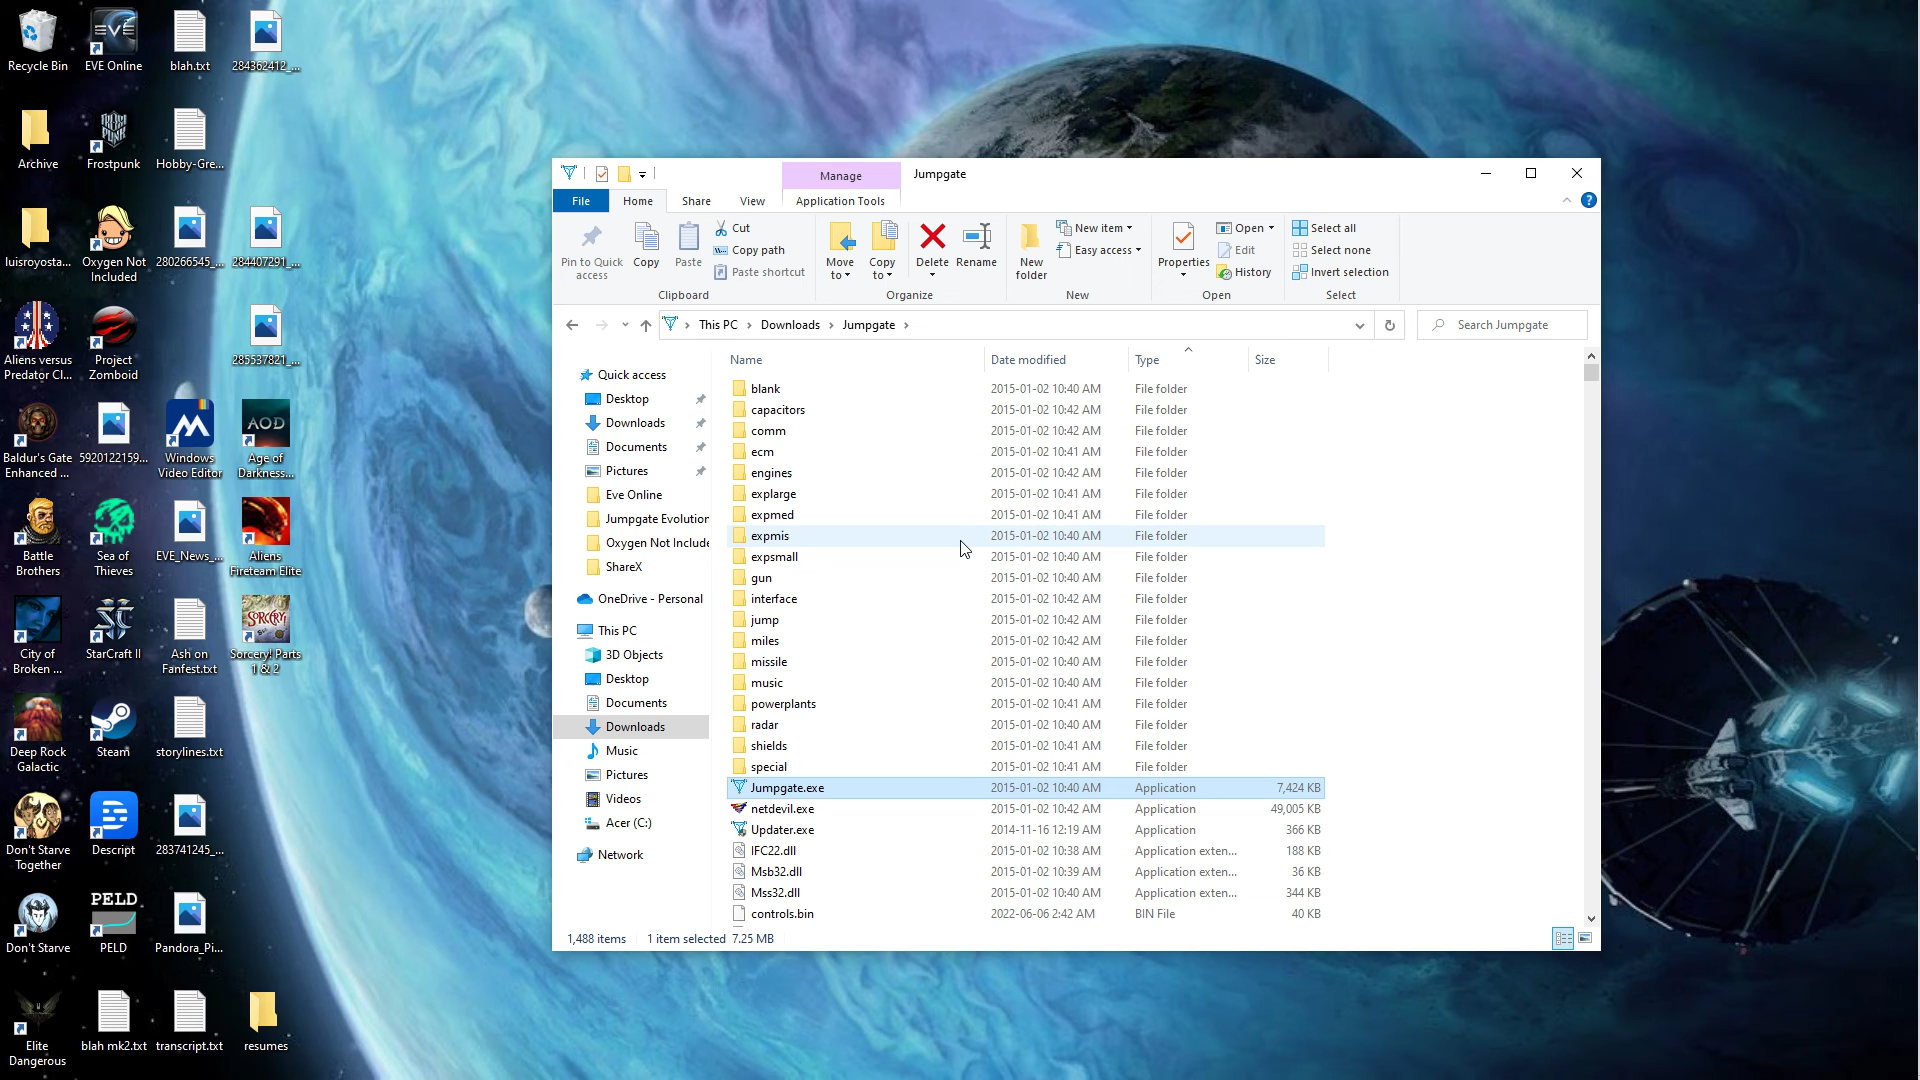 Recycle Bin
EVE Online
blah.txt
284362412_...
Archive
Frostpunk
Hobby-Gre...
luisroyosta...
Oxygen Not
Included
280266545_...
284407291_...
Aliens versus
Predator Cl...
Project
Zomboid
285537821_...
Baldur's Gate
Enhanced ...
5920122159...
Windows
Video Editor
AOD
Age of
Darkness...
Battle
Brothers
Sea of
Thieves
EVE_News_...
Aliens
Fireteam Elite
City of
Broken ...
StarCraft II
Ash on
Fanfest.txt
SORCERY!
Sorcery! Parts
1 & 2
Deep Rock
Galactic
Steam
storylines.txt
Don't Starve
Together
Descript
283741245_...
Don't Starve
PELD
PELD
Pandora_Pi...
Elite
Dangerous
blah mk2.txt
transcript.txt
resumes
Manage
Jumpgate
File
Home
Share
View
Application Tools
Pin to Quick
access
Copy
Paste
Cut
Copy path
Paste shortcut
Clipboard
Move
to
Copy
to
Delete
Rename
Organize
New
folder
New item
Easy access
New
Properties
Open
Edit
History
Open
Select all
Select none
Invert selection
Select
This PC
Downloads
Jumpgate
Search Jumpgate
Quick access
Desktop
Downloads
Documents
Pictures
Eve Online
Jumpgate Evolution
Oxygen Not Include
ShareX
OneDrive - Personal
This PC
3D Objects
Desktop
Documents
Downloads
Music
Pictures
Videos
Acer (C:)
Network
Name Date modified Type Size
blank 2015-01-02 10:40 AM File folder
capacitors 2015-01-02 10:42 AM File folder
comm 2015-01-02 10:42 AM File folder
ecm 2015-01-02 10:41 AM File folder
engines 2015-01-02 10:42 AM File folder
explarge 2015-01-02 10:41 AM File folder
expmed 2015-01-02 10:41 AM File folder
expmis 2015-01-02 10:40 AM File folder
expsmall 2015-01-02 10:40 AM File folder
gun 2015-01-02 10:40 AM File folder
interface 2015-01-02 10:42 AM File folder
jump 2015-01-02 10:42 AM File folder
miles 2015-01-02 10:42 AM File folder
missile 2015-01-02 10:40 AM File folder
music 2015-01-02 10:40 AM File folder
powerplants 2015-01-02 10:41 AM File folder
radar 2015-01-02 10:40 AM File folder
shields 2015-01-02 10:41 AM File folder
special 2015-01-02 10:41 AM File folder
Jumpgate.exe 2015-01-02 10:40 AM Application 7,424 KB
netdevil.exe 2015-01-02 10:42 AM Application 49,005 KB
Updater.exe 2014-11-16 12:19 AM Application 366 KB
IFC22.dll 2015-01-02 10:38 AM Application exten... 188 KB
Msb32.dll 2015-01-02 10:39 AM Application exten... 36 KB
Mss32.dll 2015-01-02 10:40 AM Application exten... 344 KB
controls.bin 2022-06-06 2:42 AM BIN File 40 KB
1,488 items 1 item selected 7.25 MB